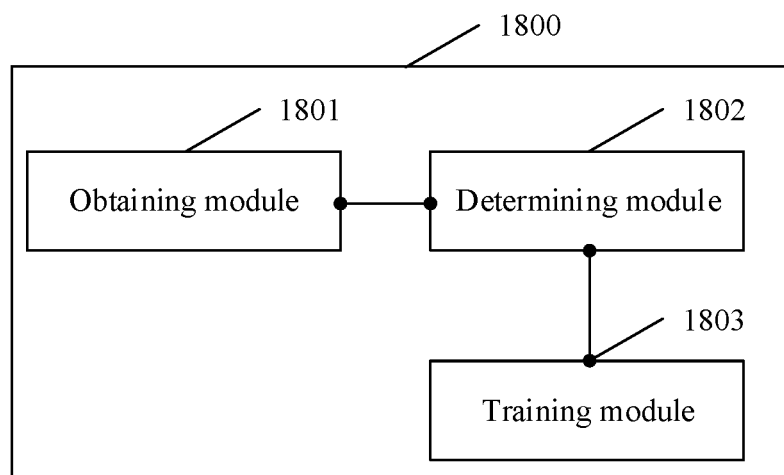 1800
1801
1802
Obtaining module
Determining module
1803
Training module